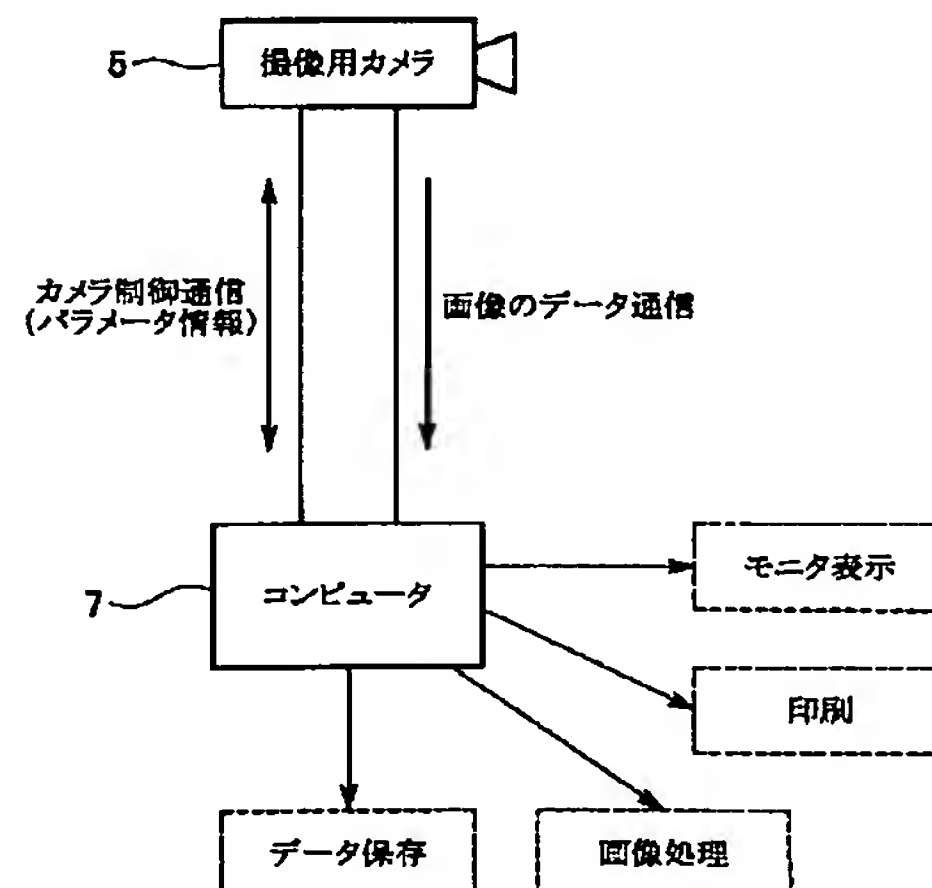 5
撮像用カメラ
カメラ制御通信
(パラメータ情報)
画像のデータ通信
7
コンピュータ
モニタ表示
印刷
データ保存
画像処理